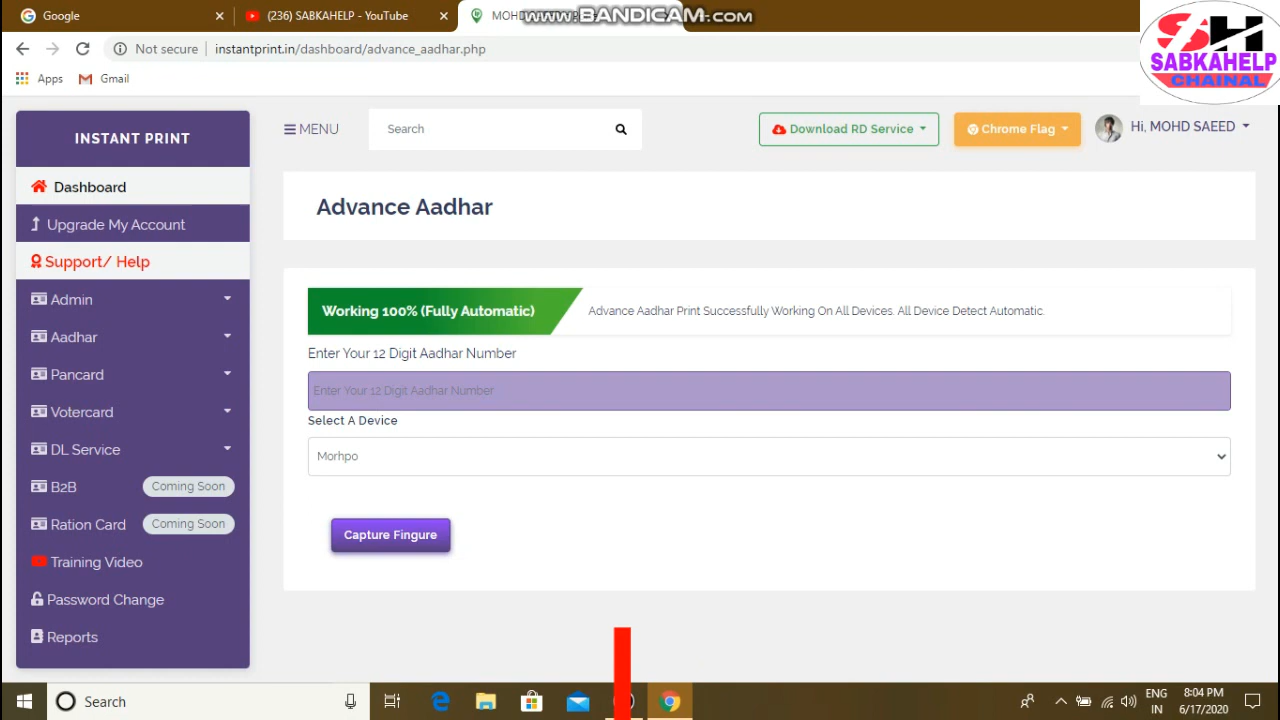 Google
(236) SABKAHELP - YouTube
MOHD
www.BANDICAM.com
Not secure
instantprint.in/dashboard/advance_aadhar.php
SH
SABKAHELP
CHAINAL
Apps
Gmail
INSTANT PRINT
MENU
Search
Download RD Service
Chrome Flag
Hi, MOHD SAEED
Dashboard
Upgrade My Account
Support/ Help
Admin
Aadhar
Pancard
Votercard
DL Service
B2B
Coming Soon
Ration Card
Coming Soon
Training Video
Password Change
Reports
Advance Aadhar
Working 100% (Fully Automatic)
Advance Aadhar Print Successfully Working On All Devices. All Device Detect Automatic.
Enter Your 12 Digit Aadhar Number
Enter Your 12 Digit Aadhar Number
Select A Device
Morhpo
Capture Fingure
Search
ENG
IN
8:04 PM
6/17/2020